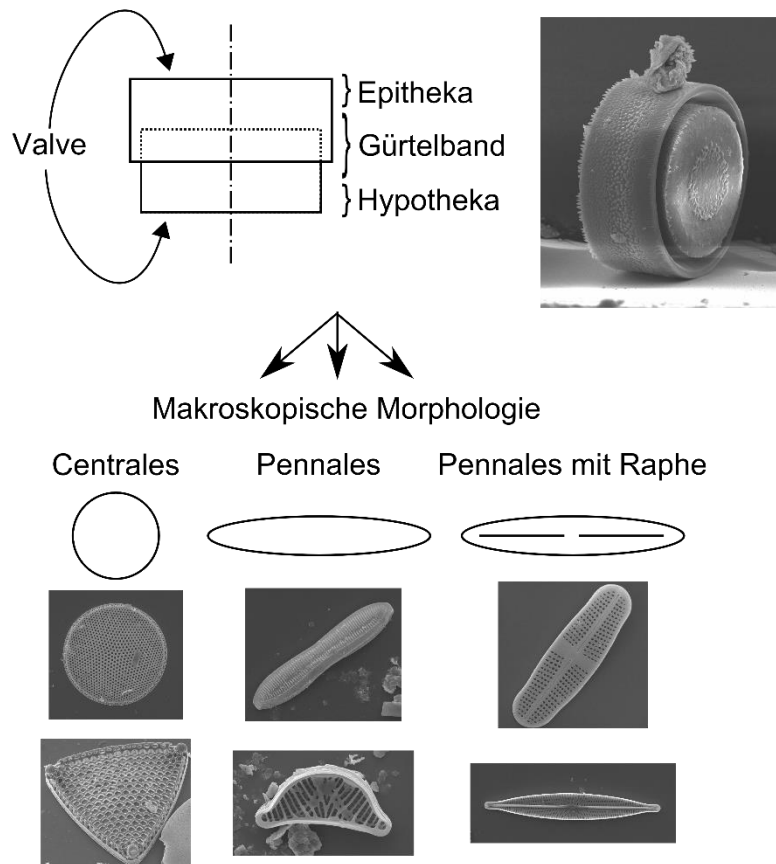 Valve
Epitheka
Gürtelband
Hypotheka
Makroskopische Morphologie
Centrales
Pennales
Pennales mit Raphe